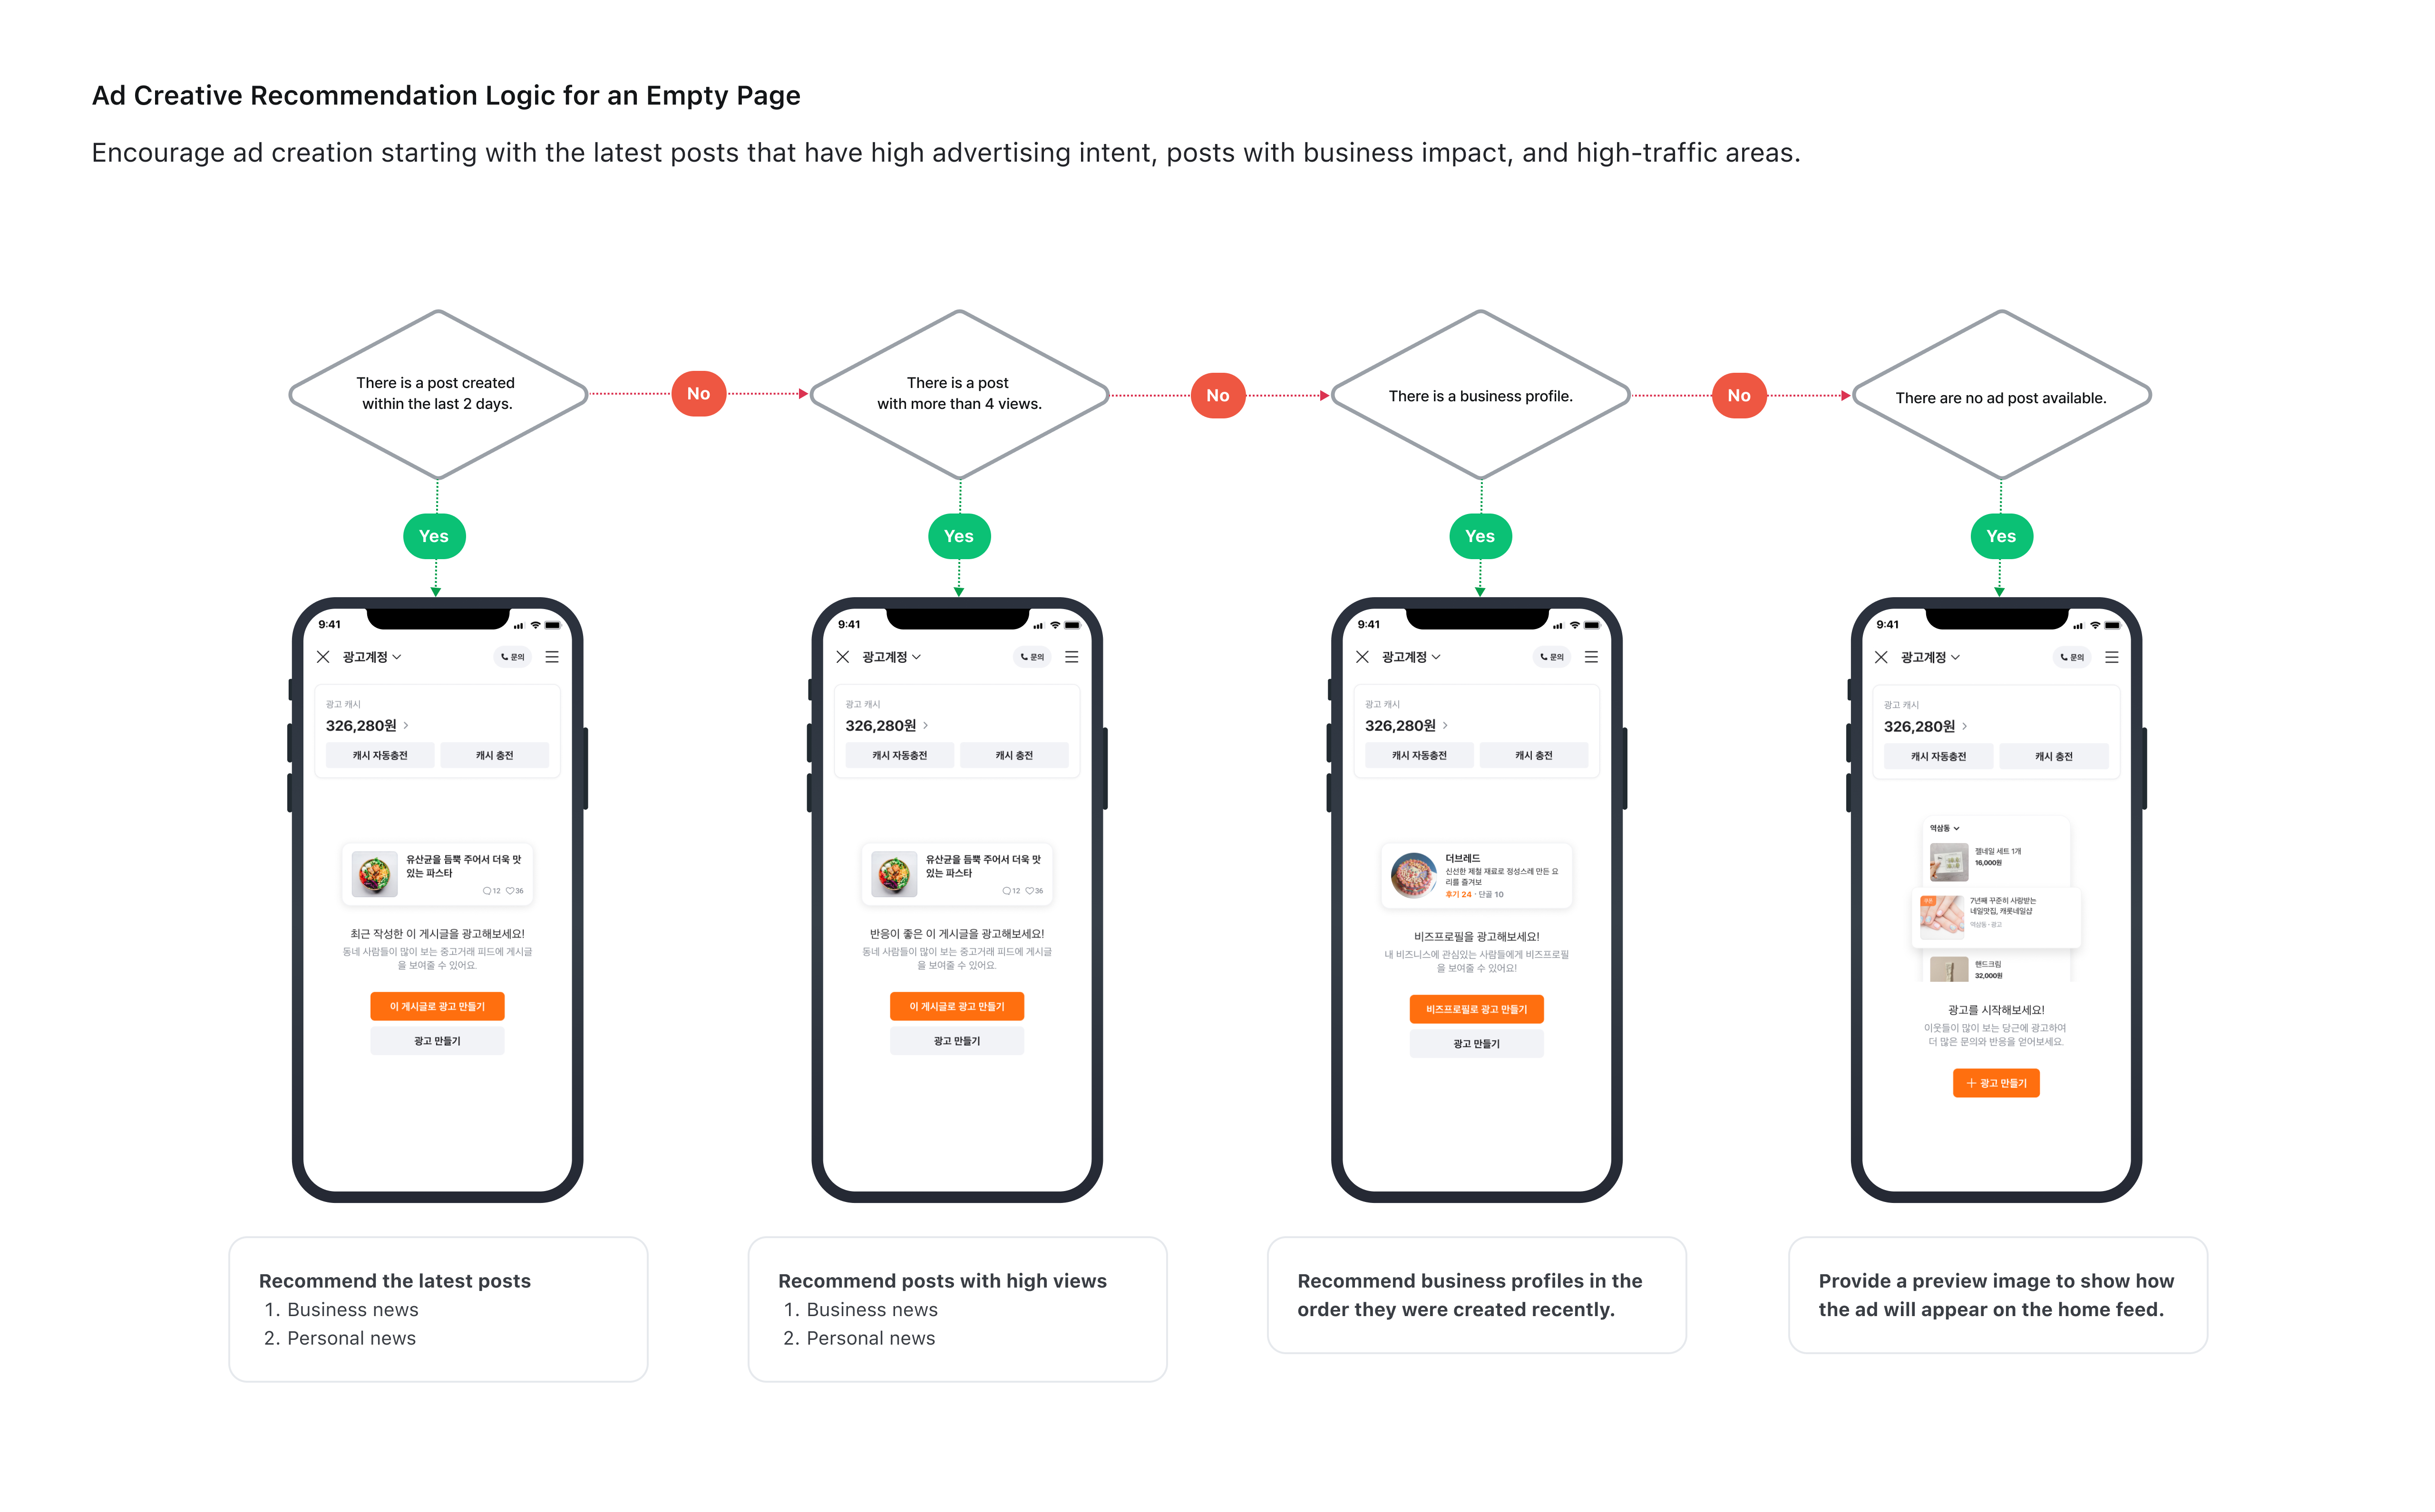 Ad Creative Recommendation Logic for an Empty Page
Encourage ad creation starting with the latest posts that have high advertising intent, posts with business impact, and high-traffic areas.
There is a post created
within the last 2 days.
No
There is a post
with more than 4 views.
No
There is a business profile.
No
There are no ad post available.
Yes
Yes
Yes
Yes
9:41
광고계정
문의
광고 캐시
326,280원
캐시 자동충전
캐시 충전
유산균을 듬뿍 주어서 더욱 맛
있는 파스타
12 36
최근 작성한 이 게시글을 광고해보세요!
동네 사람들이 많이 보는 중고거래 피드에 게시글
을 보여줄 수 있어요.
이 게시글로 광고 만들기
광고 만들기
9:41
광고계정
문의
광고 캐시
326,280원
캐시 자동충전
캐시 충전
유산균을 듬뿍 주어서 더욱 맛
있는 파스타
12 36
반응이 좋은 이 게시글을 광고해보세요!
동네 사람들이 많이 보는 중고거래 피드에 게시글
을 보여줄 수 있어요.
이 게시글로 광고 만들기
광고 만들기
9:41
광고계정
문의
광고 캐시
326,280원
캐시 자동충전
캐시 충전
더브레드
신선한 제철 재료로 정성스레 만든 요
리를 즐겨보
후기 24 · 단골 10
비즈프로필을 광고해보세요!
내 비즈니스에 관심있는 사람들에게 비즈프로필
을 보여줄 수 있어요!
비즈프로필로 광고 만들기
광고 만들기
9:41
광고계정
문의
광고 캐시
326,280원
캐시 자동충전
캐시 충전
역삼동
젤네일 세트 1개
16,000원
7년째 꾸준히 사랑받는
네일맛집, 캐롯네일샵
역삼동 · 광고
핸드크림
32,000원
광고를 시작해보세요!
이웃들이 많이 보는 당근에 광고하여
더 많은 문의와 반응을 얻어보세요.
광고 만들기
Recommend the latest posts
1. Business news
2. Personal news
Recommend posts with high views
1. Business news
2. Personal news
Recommend business profiles in the
order they were created recently.
Provide a preview image to show how
the ad will appear on the home feed.